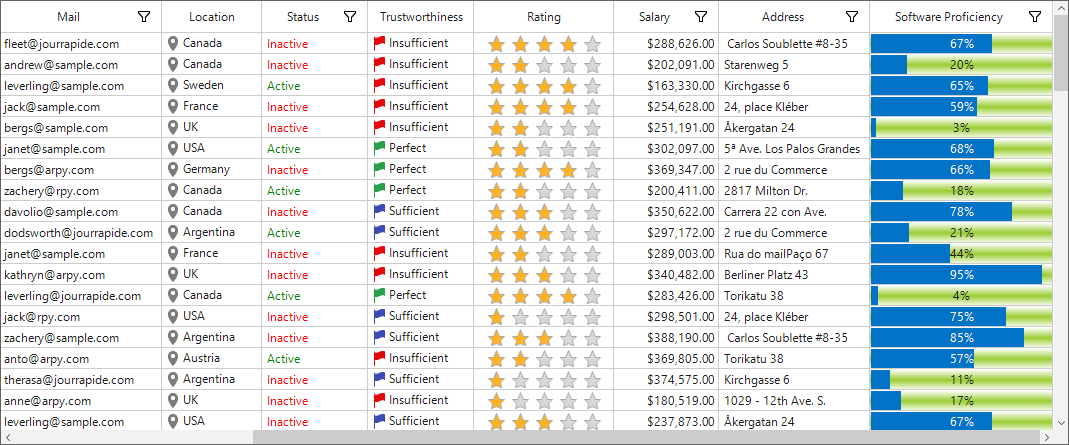 Mail Location Status Trustworthiness Rating Salary Address Software Proficiency
fleet@jourrapide.com Canada Inactive Insufficient $288,626.00 Carlos Soublette #8-35 67%
andrew@sample.com Canada Inactive Insufficient $202,091.00 Starenweg 5 20%
leverling@sample.com Sweden Active Insufficient $163,330.00 Kirchgasse 6 65%
jack@sample.com France Inactive Insufficient $254,628.00 24, place Kléber 59%
bergs@sample.com UK Inactive Insufficient $251,191.00 Åkergatan 24 3%
janet@sample.com USA Active Perfect $302,097.00 5ª Ave. Los Palos Grandes 68%
bergs@arpy.com Germany Inactive Perfect $369,347.00 2 rue du Commerce 66%
zachery@rpy.com Canada Active Perfect $200,411.00 2817 Milton Dr. 18%
davolio@sample.com Canada Inactive Sufficient $350,622.00 Carrera 22 con Ave. 78%
dodsworth@jourrapide.com Argentina Active Sufficient $297,172.00 2 rue du Commerce 21%
janet@sample.com France Inactive Insufficient $289,003.00 Rua do mailPaço 67 44%
kathryn@arpy.com UK Inactive Insufficient $340,482.00 Berliner Platz 43 95%
leverling@jourrapide.com Canada Active Perfect $283,426.00 Torikatu 38 4%
jack@rpy.com USA Inactive Sufficient $298,501.00 24, place Kléber 75%
zachery@sample.com Argentina Inactive Sufficient $388,190.00 Carlos Soublette #8-35 85%
anto@arpy.com Austria Active Insufficient $369,805.00 Torikatu 38 57%
therasa@jourrapide.com Argentina Inactive Sufficient $374,575.00 Kirchgasse 6 11%
anne@arpy.com UK Inactive Insufficient $180,519.00 1029 - 12th Ave. S. 17%
leverling@sample.com USA Inactive Sufficient $237,873.00 Åkergatan 24 67%